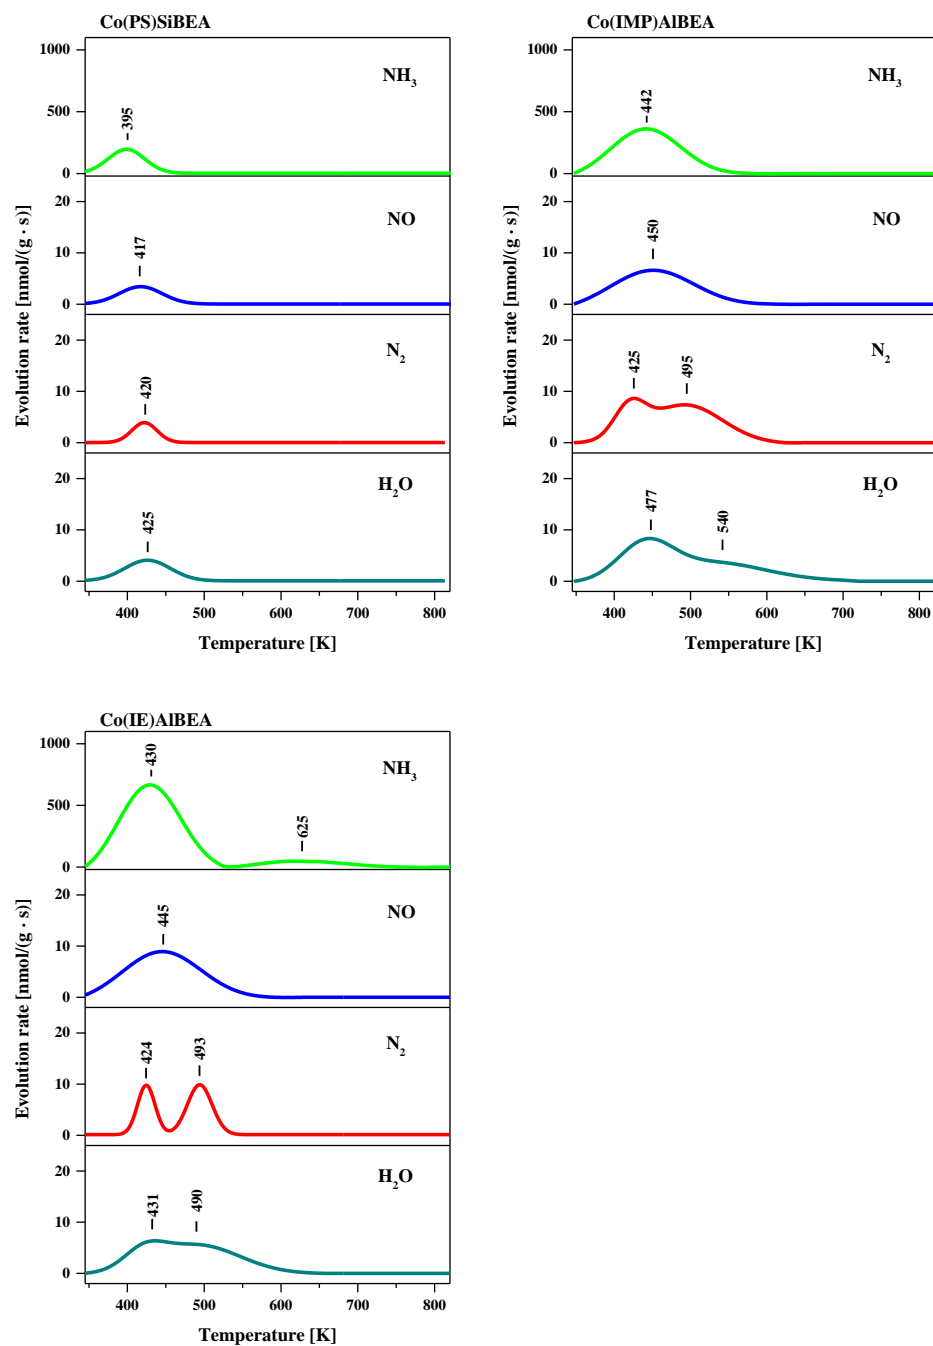 Co(PS)SiBEA
Evolution rate [nmol/(g · s)]
1000
500
0
395
NH3
20
10
0
417
NO
20
10
0
420
N2
20
10
0
425
H2O
400 500 600 700 800
Temperature [K]
Co(IMP)AlBEA
Evolution rate [nmol/(g · s)]
1000
500
0
442
NH3
20
10
0
450
NO
20
10
0
425 495
N2
20
10
0
477 540
H2O
400 500 600 700 800
Temperature [K]
Co(IE)AlBEA
Evolution rate [nmol/(g · s)]
1000
500
0
430 625
NH3
20
10
0
445
NO
20
10
0
424 493
N2
20
10
0
431 490
H2O
400 500 600 700 800
Temperature [K]